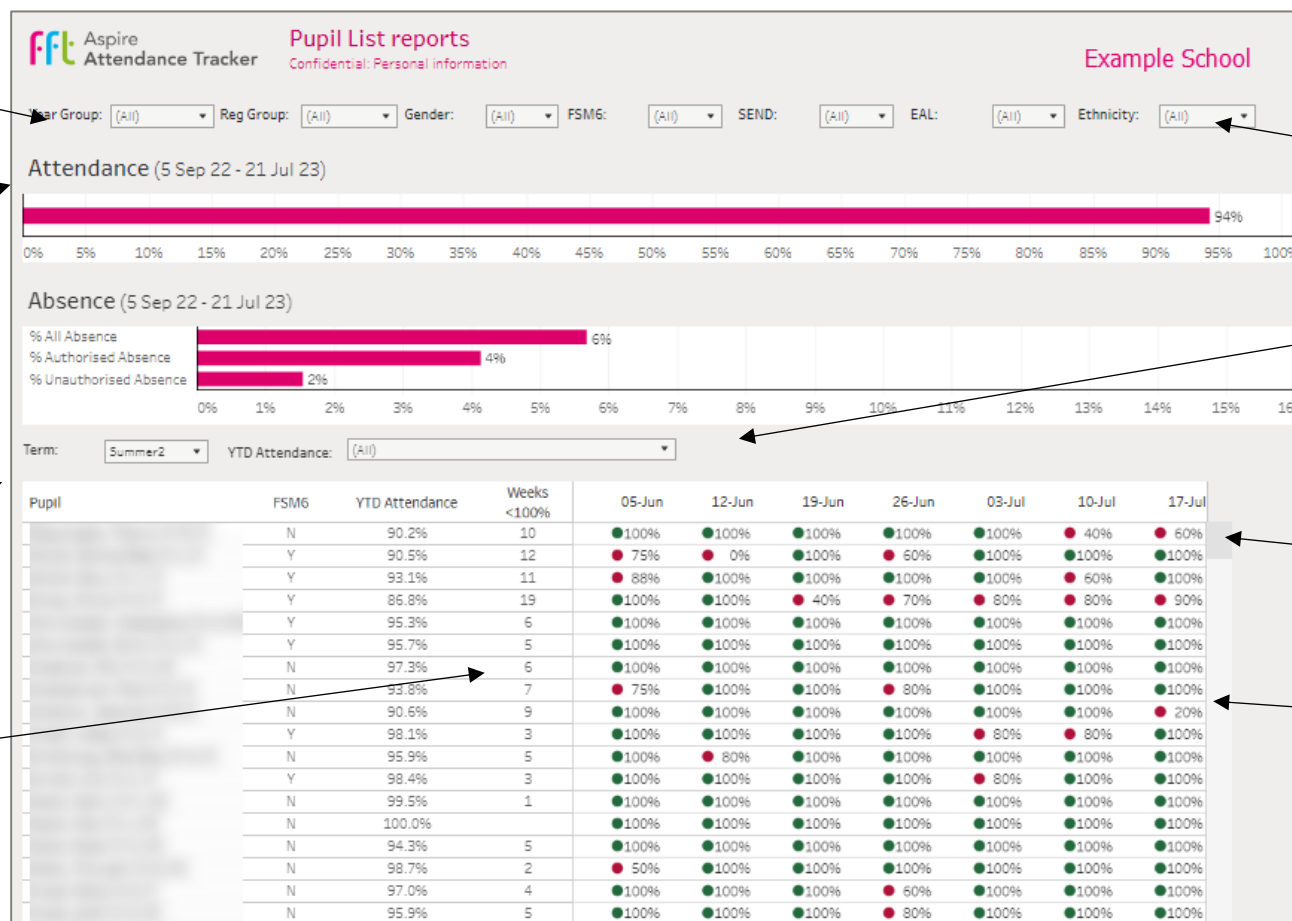 fft Aspire
Attendance Tracker
Pupil List reports
Confidential: Personal information
Example School
Year Group: (All) Reg Group: (All) Gender: (All) FSM6: (All) SEND: (All) EAL: (All) Ethnicity: (All)
Attendance (5 Sep 22 - 21 Jul 23)
94%
0% 5% 10% 15% 20% 25% 30% 35% 40% 45% 50% 55% 60% 65% 70% 75% 80% 85% 90% 95% 100%
Absence (5 Sep 22 - 21 Jul 23)
% All Absence 6%
% Authorised Absence 4%
% Unauthorised Absence 2%
0% 1% 2% 3% 4% 5% 6% 7% 8% 9% 10% 11% 12% 13% 14% 15% 16
Term: Summer2 YTD Attendance: (All)
Pupil FSM6 YTD Attendance Weeks <100% 05-Jun 12-Jun 19-Jun 26-Jun 03-Jul 10-Jul 17-Jul
N 90.2% 10 100% 100% 100% 100% 100% 40% 60%
Y 90.5% 12 75% 0% 100% 60% 100% 100% 100%
Y 93.1% 11 88% 100% 100% 100% 100% 60% 100%
Y 86.8% 19 100% 100% 40% 70% 80% 80% 90%
Y 95.3% 6 100% 100% 100% 100% 100% 100% 100%
Y 95.7% 5 100% 100% 100% 100% 100% 100% 100%
N 97.3% 6 100% 100% 100% 100% 100% 100% 100%
N 93.8% 7 75% 100% 100% 80% 100% 100% 100%
N 90.6% 9 100% 100% 100% 100% 100% 100% 20%
Y 98.1% 3 100% 100% 100% 100% 80% 80% 100%
N 95.9% 5 100% 80% 100% 100% 100% 100% 100%
Y 98.4% 3 100% 100% 100% 100% 80% 100% 100%
N 99.5% 1 100% 100% 100% 100% 100% 100% 100%
N 100.0% 100% 100% 100% 100% 100% 100% 100%
N 94.3% 5 100% 100% 100% 100% 100% 100% 100%
N 98.7% 2 50% 100% 100% 100% 100% 100% 100%
N 97.0% 4 100% 100% 100% 60% 100% 100% 100%
N 95.9% 5 100% 100% 100% 80% 100% 100% 100%